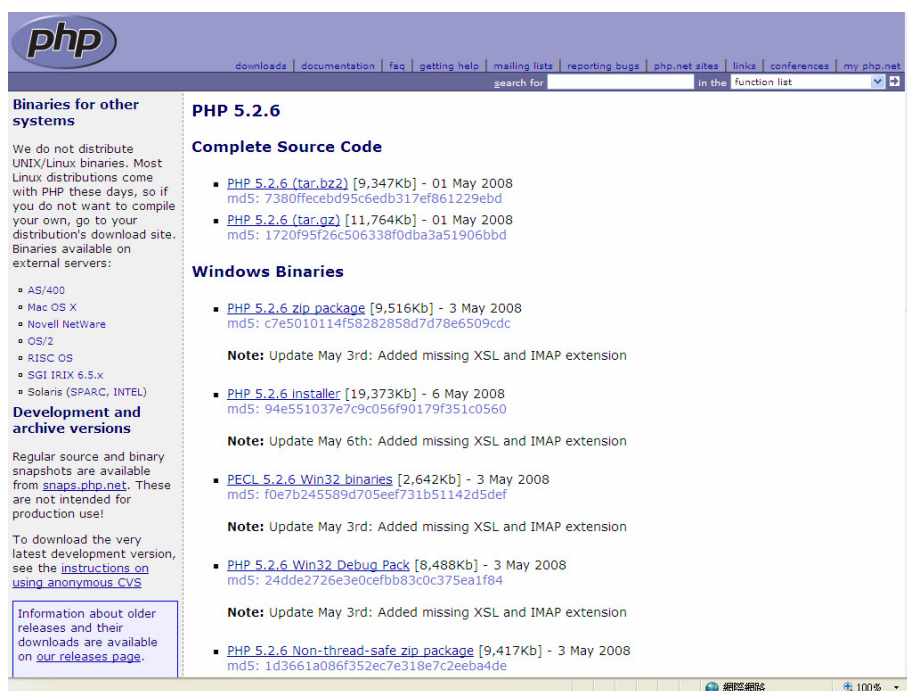 php
downloads | documentation | faq | getting help | mailing lists | reporting bugs | php.net sites | links | conferences | my php.net
search for in the function list
Binaries for other
systems
We do not distribute
UNIX/Linux binaries. Most
Linux distributions come
with PHP these days, so if
you do not want to compile
your own, go to your
distribution's download site.
Binaries available on
external servers:
AS/400
Mac OS X
Novell NetWare
OS/2
RISC OS
SGI IRIX 6.5.x
Solaris (SPARC, INTEL)
Development and
archive versions
Regular source and binary
snapshots are available
from snaps.php.net. These
are not intended for
production use!
To download the very
latest development version,
see the instructions on
using anonymous CVS
Information about older
releases and their
downloads are available
on our releases page.
PHP 5.2.6
Complete Source Code
PHP 5.2.6 (tar.bz2) [9,347Kb] - 01 May 2008
md5: 7380ffecebd95c6edb317ef861229ebd
PHP 5.2.6 (tar.gz) [11,764Kb] - 01 May 2008
md5: 1720f95f26c506338f0dba3a51906bbd
Windows Binaries
PHP 5.2.6 zip package [9,516Kb] - 3 May 2008
md5: c7e5010114f58282858d7d78e6509cdc
Note: Update May 3rd: Added missing XSL and IMAP extension
PHP 5.2.6 installer [19,373Kb] - 6 May 2008
md5: 94e551037e7c9c056f90179f351c0560
Note: Update May 6th: Added missing XSL and IMAP extension
PECL 5.2.6 Win32 binaries [2,642Kb] - 3 May 2008
md5: f0e7b245589d705eef731b51142d5def
Note: Update May 3rd: Added missing XSL and IMAP extension
PHP 5.2.6 Win32 Debug Pack [8,488Kb] - 3 May 2008
md5: 24dde2726e3e0cefbb83c0c375ea1f84
Note: Update May 3rd: Added missing XSL and IMAP extension
PHP 5.2.6 Non-thread-safe zip package [9,417Kb] - 3 May 2008
md5: 1d3661a086f352ec7e318e7c2eeba4de
網際網路 100%